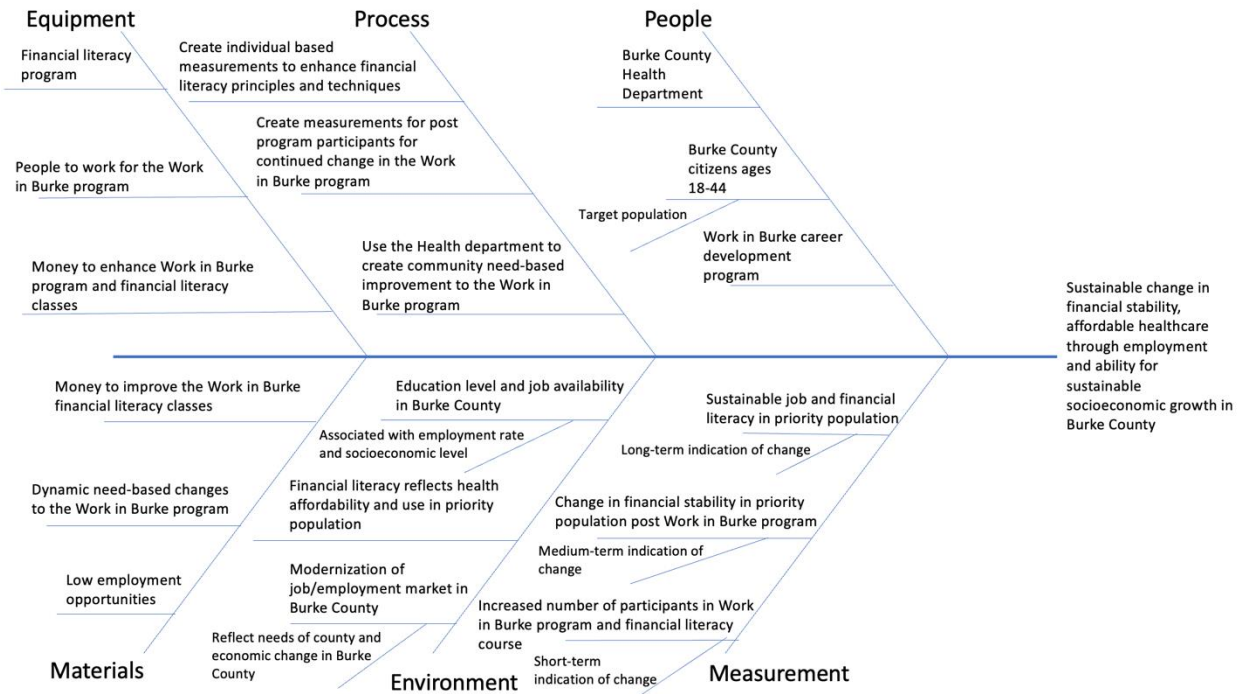 Equipment
Process
People
Financial literacy
program
Create individual based
measurements to enhance financial
literacy principles and techniques
Burke County
Health
Department
People to work for the Work
in Burke program
Create measurements for post
program participants for
continued change in the Work
in Burke program
Burke County
citizens ages
18-44
Target population
Money to enhance Work in Burke
program and financial literacy
classes
Use the Health department to
create community need-based
improvement to the Work in
Burke program
Work in Burke career
development
program
Sustainable change in
financial stability,
affordable healthcare
through employment
and ability for
sustainable
socioeconomic growth in
Burke County
Money to improve the Work in Burke
financial literacy classes
Education level and job availability
in Burke County
Associated with employment rate
and socioeconomic level
Sustainable job and financial
literacy in priority population
Long-term indication of change
Dynamic need-based changes
to the Work in Burke program
Financial literacy reflects health
affordability and use in priority
population
Change in financial stability in priority
population post Work in Burke program
Medium-term indication of
change
Low employment
opportunities
Modernization of
job/employment market in
Burke County
Reflect needs of county and
economic change in Burke
County
Increased number of participants in Work
in Burke program and financial literacy
course
Short-term
indication of change
Materials
Environment
Measurement